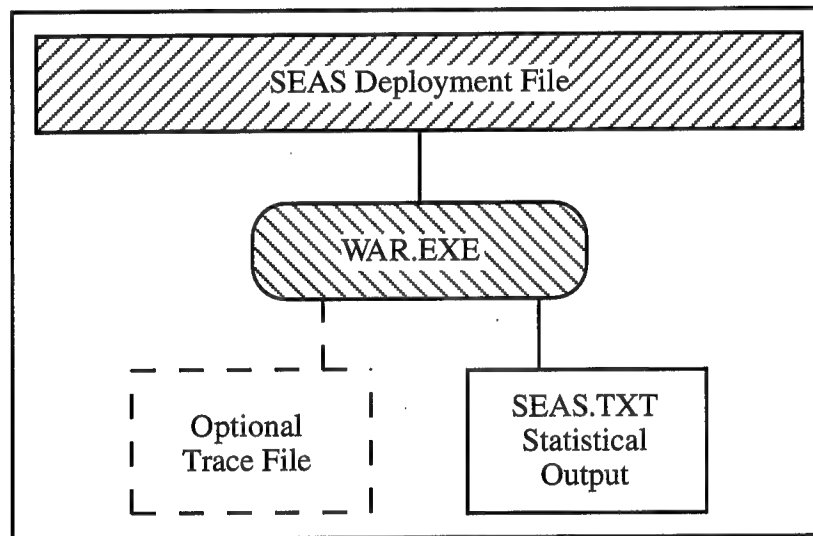 SEAS Deployment File
WAR.EXE
Optional
Trace File
SEAS.TXT
Statistical
Output